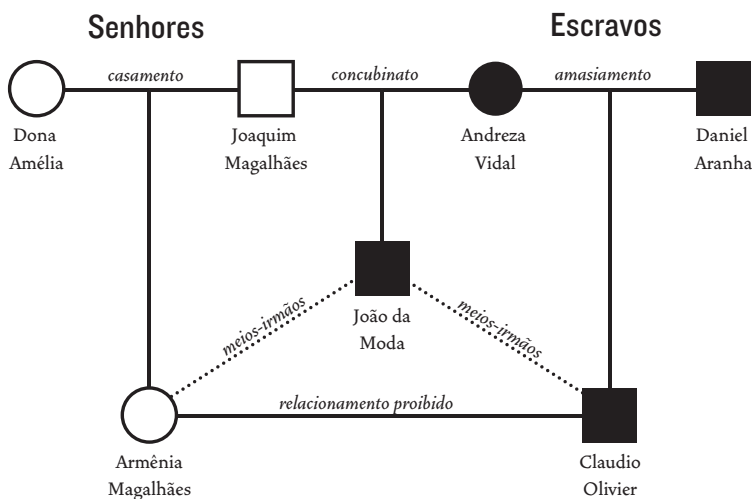 Senhores
Escravos
casamento
concubinato
amasiamento
Dona
Amélia
Joaquim
Magalhães
Andreza
Vidal
Daniel
Aranha
meios-irmãos
meios-irmãos
João da
Moda
relacionamento proibido
Armênia
Magalhães
Claudio
Olivier